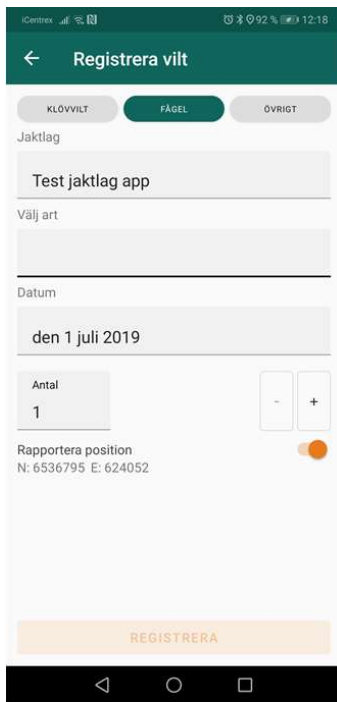 iCentrex 92 % 12:18
Registrera vilt
KLÖVVILT FÅGEL ÖVRIGT
Jaktlag
Test jaktlag app
Välj art
Datum
den 1 juli 2019
Antal
1 - +
Rapportera position
N: 6536795 E: 624052
REGISTRERA